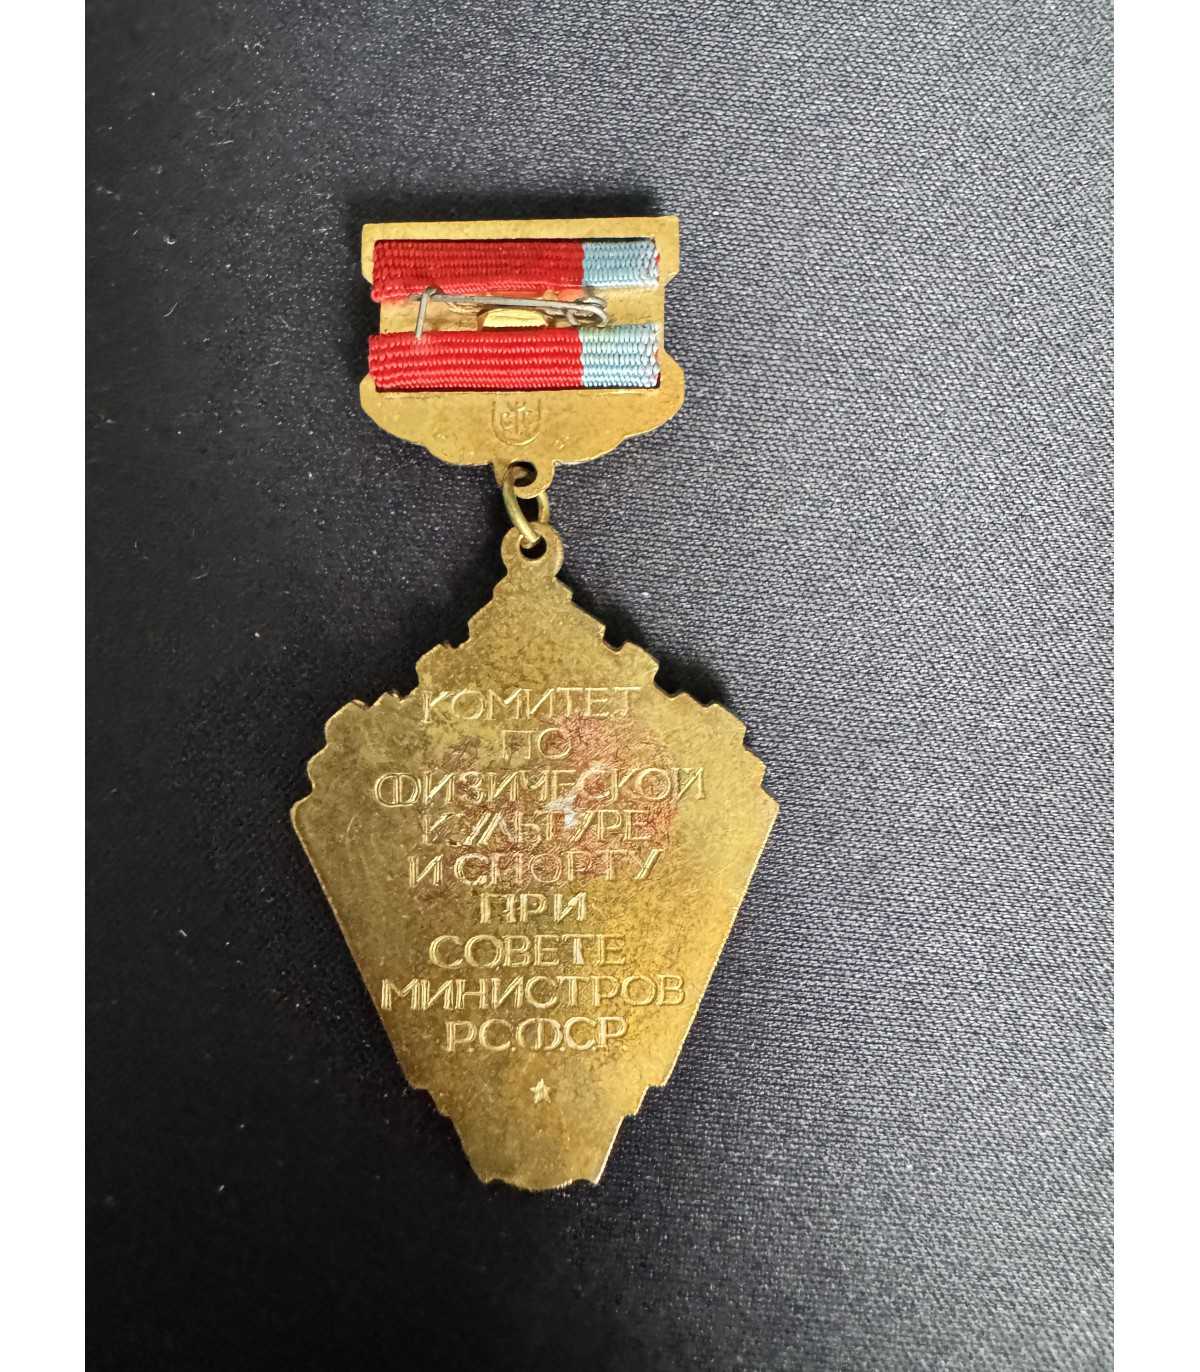 КОМИТЕТ
ПО
ФИЗИЧЕСКОЙ
КУЛЬТУРЕ
И СПОРТУ
ПРИ
СОВЕТЕ
МИНИСТРОВ
Р.С.Ф.С.Р